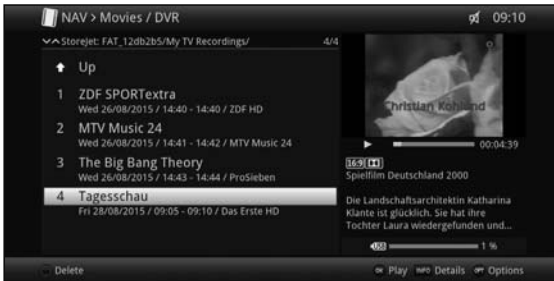 NAV > Movies / DVR 09:10
Storejet: FAT_12db2b5/My TV Recordings/ 4/4
Up
1 ZDF SPORTextra
Wed 26/08/2015 / 14:40 - 14:40 / ZDF HD
2 MTV Music 24
Wed 26/08/2015 / 14:41 - 14:42 / MTV Music 24
3 The Big Bang Theory
Wed 26/08/2015 / 14:43 - 14:44 / ProSieben
4 Tagesschau
Fri 28/08/2015 / 09:05 - 09:10 / Das Erste HD
Christian Kohlund
00:04:39
16:9
Spielfilm Deutschland 2000
Die Landschaftsarchitektin Katharina
Klante ist glücklich. Sie hat ihre
Tochter Laura wiedergefunden und...
USB 1 %
Delete OK Play INFO Details OPT Options